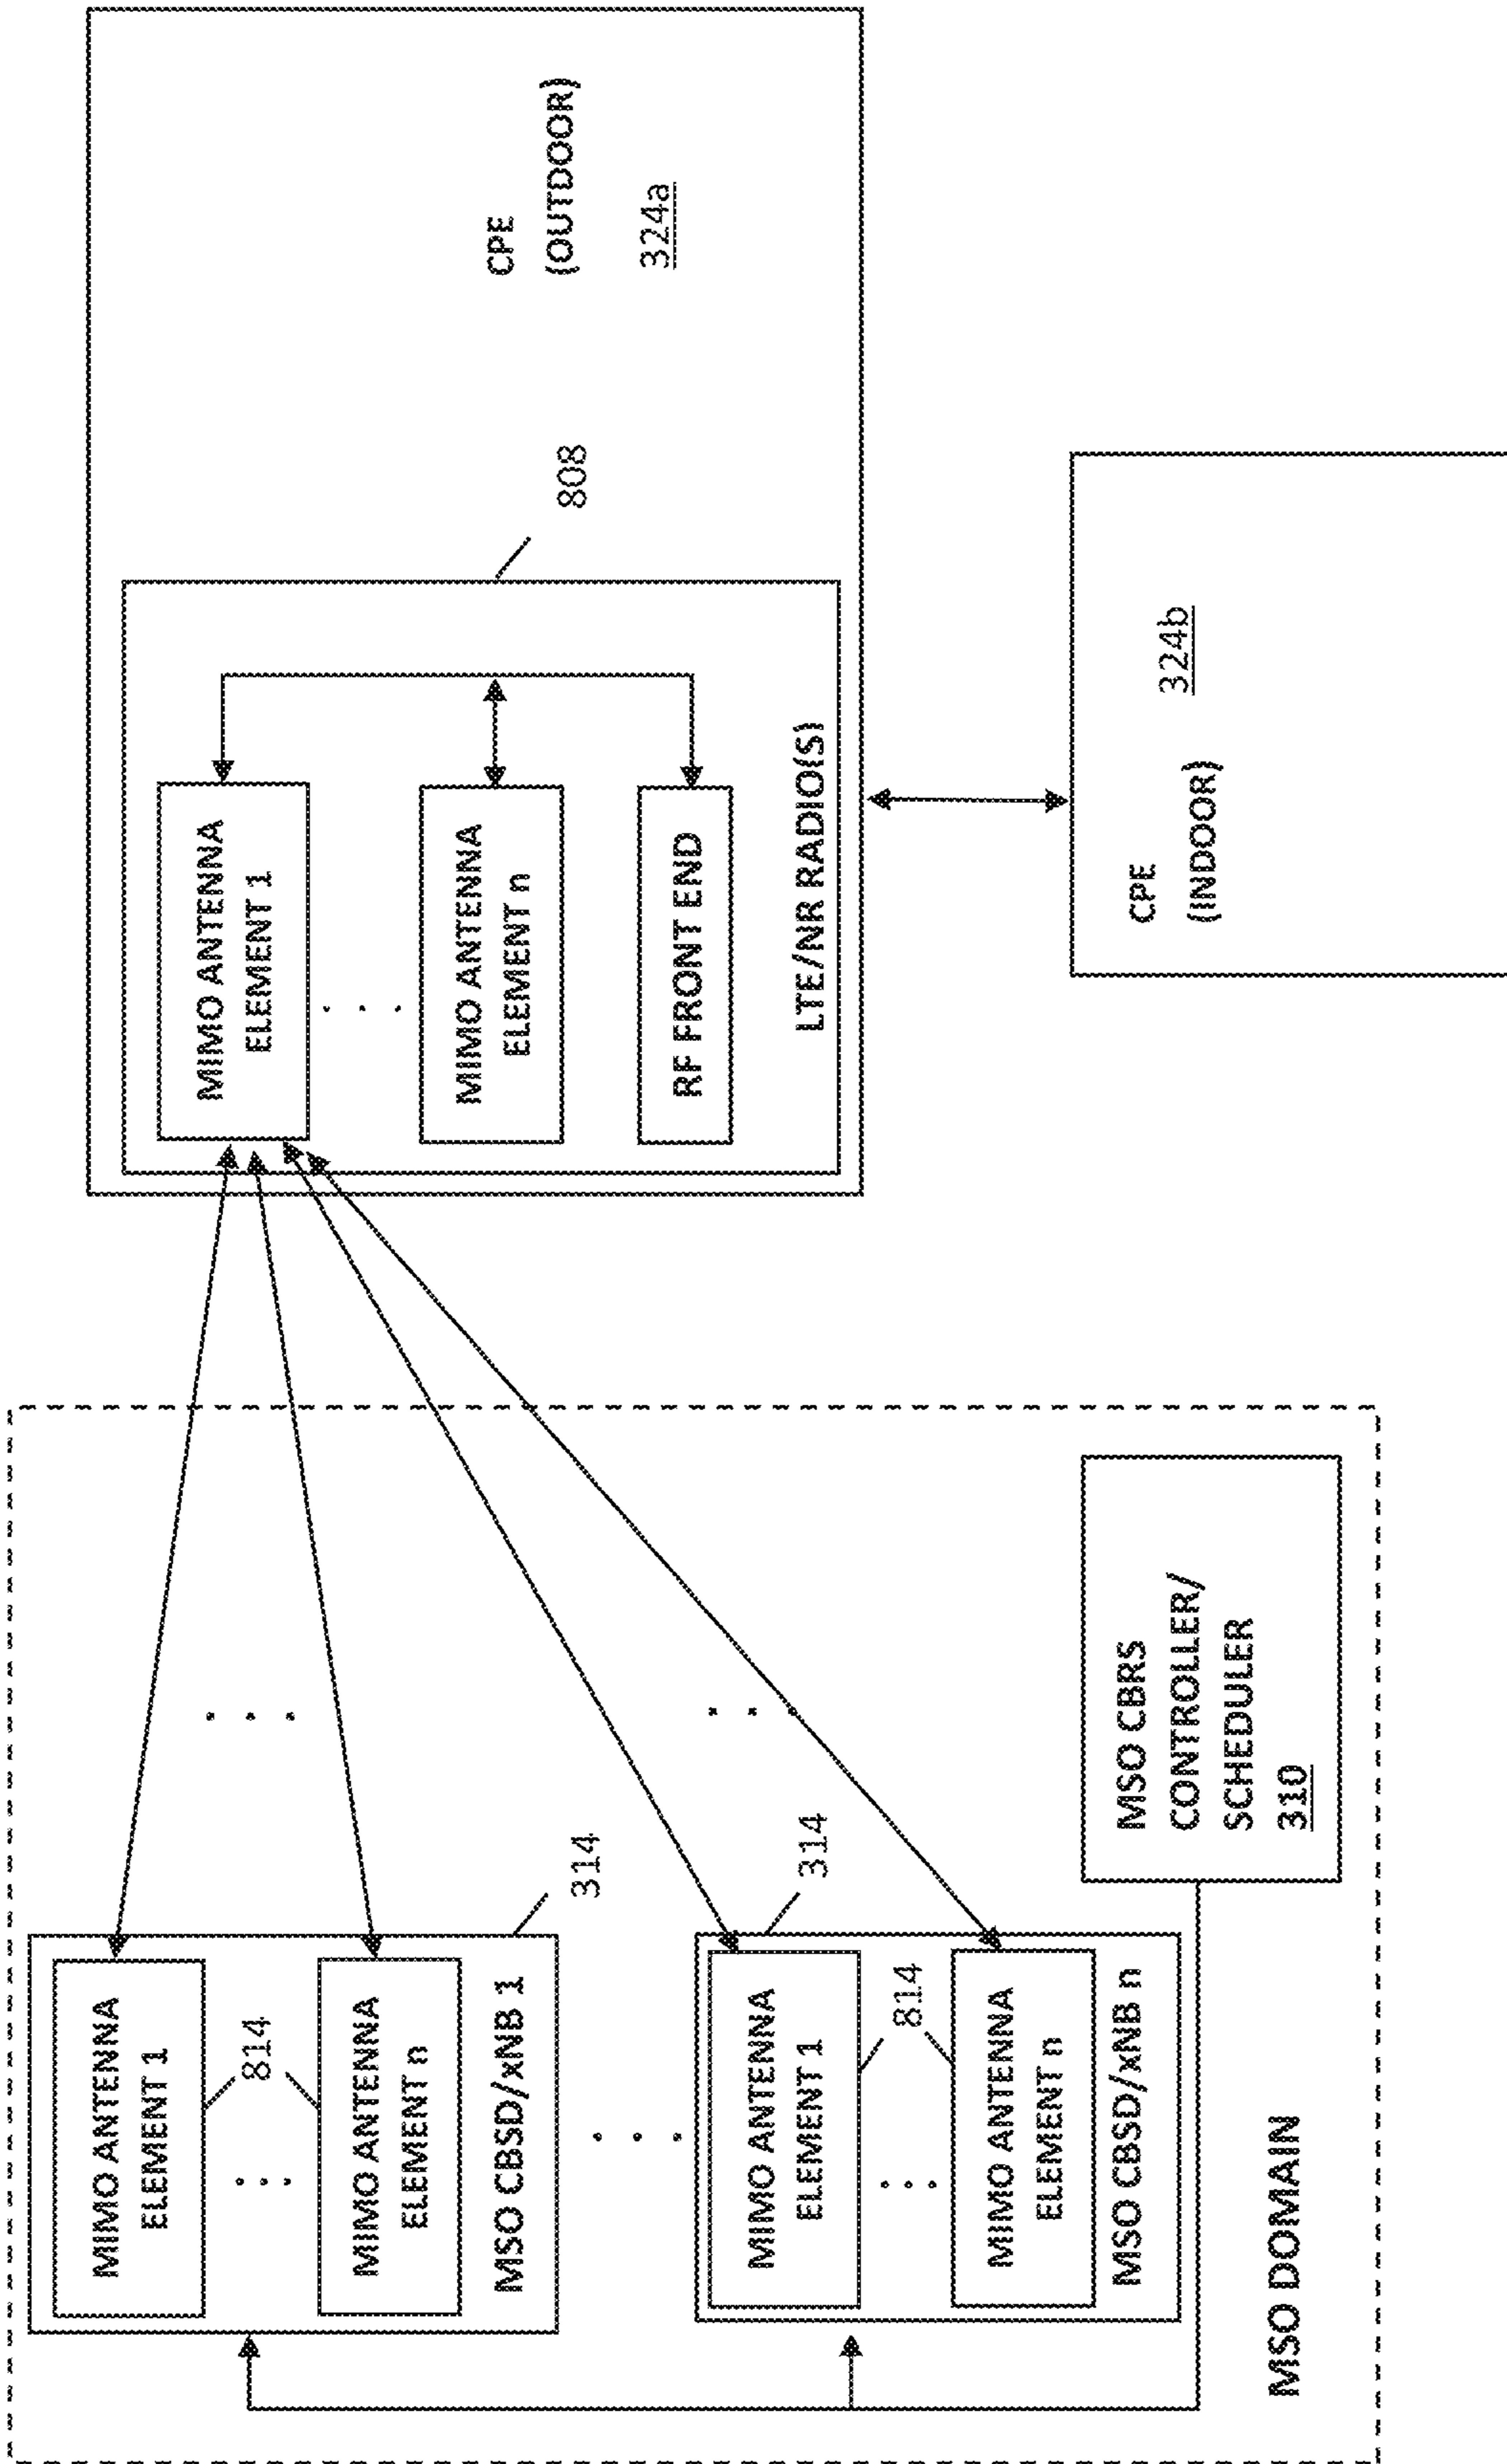 MIMO ANTENNA
ELEMENT 1
814
. . .
MIMO ANTENNA
ELEMENT n
MSO CBSD/xNB 1
314
. . .
MIMO ANTENNA
ELEMENT 1
314
814
. . .
MIMO ANTENNA
ELEMENT n
MSO CBSD/xNB n
MSO DOMAIN
. . .
. . .
MSO CBRS
CONTROLLER/
SCHEDULER
310
MIMO ANTENNA
ELEMENT 1
. . .
MIMO ANTENNA
ELEMENT n
RF FRONT END
LTE/NR RADIO(S)
808
CPE
(OUTDOOR)
324a
CPE
(INDOOR)
324b